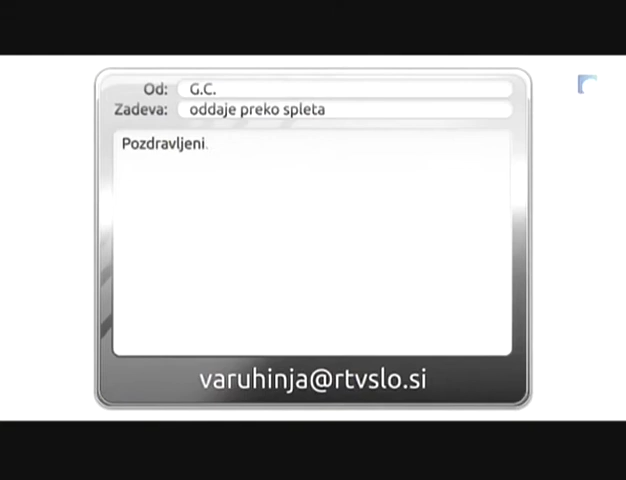 Od: G.C.
Zadeva: oddaje preko spleta
Pozdravljeni.
varuhinja@rtvslo.si